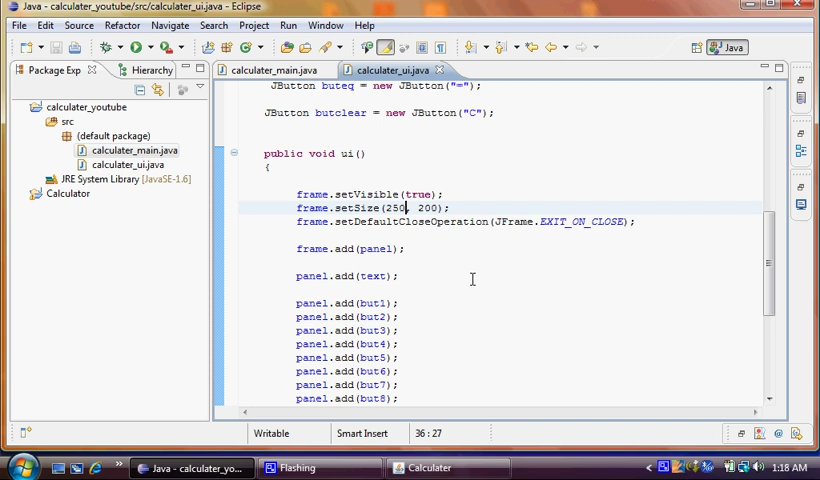 Java - calculater_youtube/src/calculater_ui.java - Eclipse
File Edit Source Refactor Navigate Search Project Run Window Help
Java
Package Exp
Hierarchy
calculater_main.java
calculater_ui.java
calculater_youtube
src
(default package)
calculater_main.java
calculater_ui.java
JRE System Library [JavaSE-1.6]
Calculator
JButton buteq = new JButton("=");
JButton butclear = new JButton("C");
public void ui()
{
frame.setVisible(true);
frame.setSize(250, 200);
frame.setDefaultCloseOperation(JFrame.EXIT_ON_CLOSE);
frame.add(panel);
panel.add(text);
panel.add(but1);
panel.add(but2);
panel.add(but3);
panel.add(but4);
panel.add(but5);
panel.add(but6);
panel.add(but7);
panel.add(but8);
Writable Smart Insert 36 : 27
Java - calculater_yo... Flashing Calculater 1:18 AM